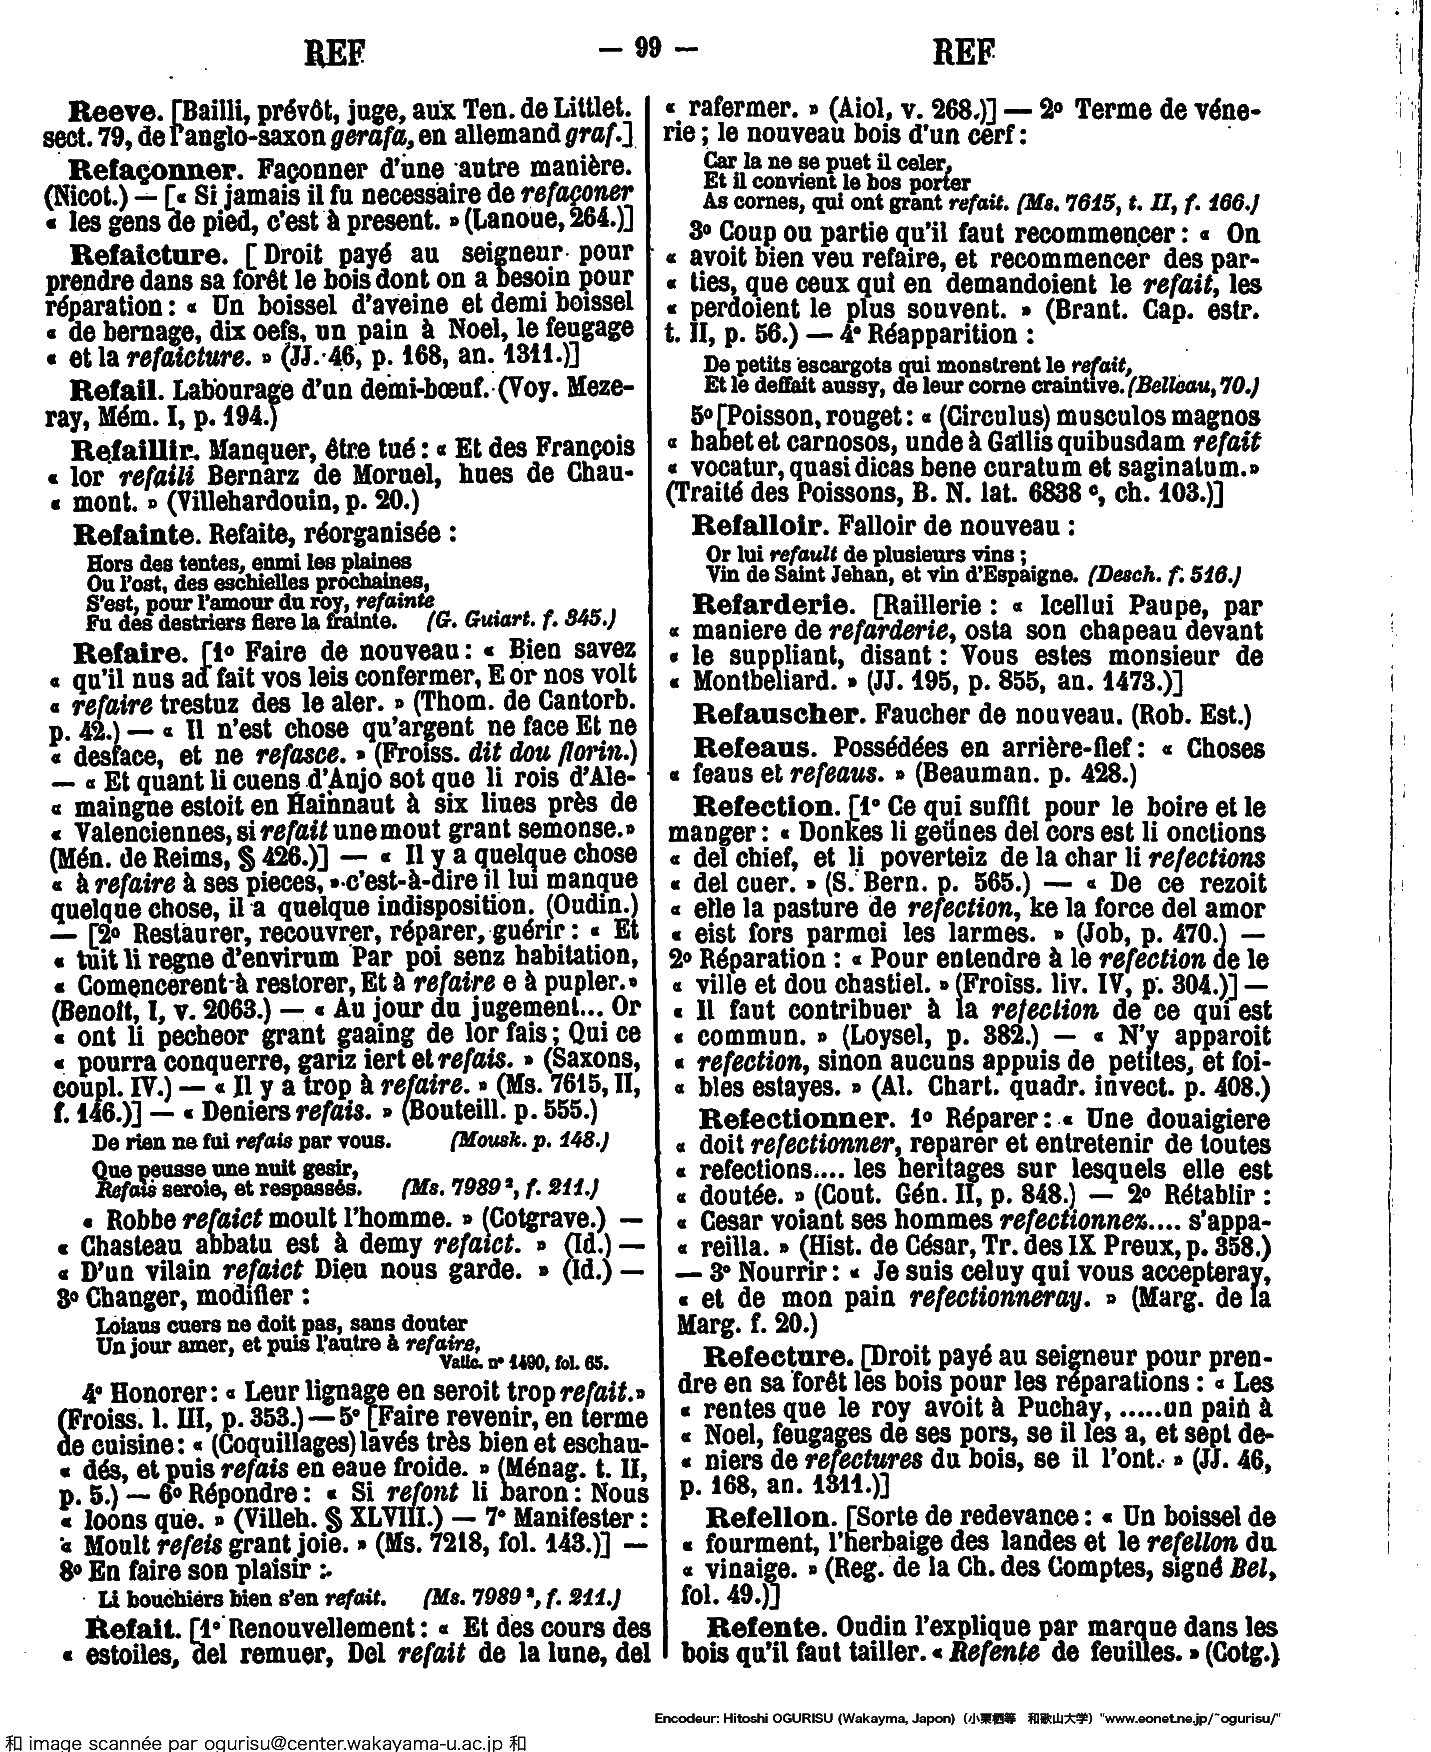 REF — 99 — REF
Reeve. [Bailli, prévôt, juge, aux Ten. de Littlet.
sect. 79, de l'anglo-saxon gerafa, en allemand graf.]
Refaçonner. Façonner d'une autre manière.
(Nicot.) — [« Si jamais il fu necessaire de refaçoner
« les gens de pied, c'est à present. » (Lanoue, 264.)]
Refaicture. [Droit payé au seigneur pour
prendre dans sa forêt le bois dont on a besoin pour
réparation : « Un boissel d'aveine et demi boissel
« de bernage, dix oefs, un pain à Noel, le feugage
« et la refaicture. » (JJ. 46, p. 168, an. 1311.)]
Refail. Labourage d'un demi-bœuf. (Voy. Meze-
ray, Mém. I, p. 194.)
Refaillir. Manquer, être tué : « Et des François
« lor refaili Bernarz de Moruel, hues de Chau-
« mont. » (Villehardouin, p. 20.)
Refainte. Refaite, réorganisée :
Hors des tentes, enmi les plaines
Ou l'ost, des eschielles prochaines,
S'est, pour l'amour du roy, refainte
Fu des destriers fiere la frainte. (G. Guiart. f. 345.)
Refaire. [1º Faire de nouveau : « Bien savez
« qu'il nus ad fait vos leis confermer, E or nos volt
« refaire trestuz des le aler. » (Thom. de Cantorb.
p. 42.) — « Il n'est chose qu'argent ne face Et ne
« desface, et ne refasce. » (Froiss. dit dou florin.)
— « Et quant li cuens d'Anjo sot que li rois d'Ale-
« maingne estoit en Hainnaut à six liues près de
« Valenciennes, si refait une mout grant semonse. »
(Mén. de Reims, § 426.)] — « Il y a quelque chose
« à refaire à ses pieces, » c'est-à-dire il lui manque
quelque chose, il a quelque indisposition. (Oudin.)
— [2º Restaurer, recouvrer, réparer, guérir : « Et
« tuit li regne d'envirum Par poi senz habitation,
« Comencerent à restorer, Et à refaire e à pupler. »
(Benoit, I, v. 2063.) — « Au jour du jugement... Or
« ont li pecheor grant gaaing de lor fais ; Qui ce
« pourra conquerre, gariz iert et refais. » (Saxons,
coupl. IV.) — « Il y a trop à refaire. » (Ms. 7615, II,
f. 146.)] — « Deniers refais. » (Bouteill. p. 555.)
De rien ne fui refais par vous. (Mousk. p. 148.)
Que peusse une nuit gesir,
Refais seroie, et respassés. (Ms. 7989 ², f. 211.)
« Robbe refaict moult l'homme. » (Cotgrave.) —
« Chasteau abbatu est à demy refaict. » (Id.) —
« D'un vilain refaict Dieu nous garde. » (Id.) —
3º Changer, modifier :
Loiaus cuers ne doit pas, sans douter
Un jour amer, et puis l'autre à refaire,
Vatic. nº 1490, fol. 65.
4º Honorer : « Leur lignage en seroit trop refait. »
(Froiss. l. III, p. 353.) — 5º [Faire revenir, en terme
de cuisine : « (Coquillages) lavés très bien et eschau-
« dés, et puis refais en eaue froide. » (Ménag. t. II,
p. 5.) — 6º Répondre : « Si refont li baron : Nous
« loons que. » (Villeh. § XLVIII.) — 7º Manifester :
« Moult refeis grant joie. » (Ms. 7218, fol. 143.)] —
8º En faire son plaisir :
Li bouchiers bien s'en refait. (Ms. 7989 ², f. 211.)
Refait. [1º Renouvellement : « Et des cours des
« estoiles, del remuer, Del refait de la lune, del
« rafermer. » (Aiol, v. 268.)] — 2º Terme de véne-
rie ; le nouveau bois d'un cerf :
Car la ne se puet il celer,
Et il convient le bos porter
As cornes, qui ont grant refait. (Ms. 7615, t. II, f. 166.)
3º Coup ou partie qu'il faut recommencer : « On
« avoit bien veu refaire, et recommencer des par-
« ties, que ceux qui en demandoient le refait, les
« perdoient le plus souvent. » (Brant. Cap. estr.
t. II, p. 56.) — 4º Réapparition :
De petits escargots qui monstrent le refait,
Et le deffait aussy, de leur corne craintive. (Belleau, 70.)
5º [Poisson, rouget : « (Circulus) musculos magnos
« habet et carnosos, unde à Gallis quibusdam refait
« vocatur, quasi dicas bene curatum et saginatum. »
(Traité des Poissons, B. N. lat. 6838 c, ch. 103.)]
Refalloir. Falloir de nouveau :
Or lui refault de plusieurs vins ;
Vin de Saint Jehan, et vin d'Espaigne. (Desch. f. 516.)
Refarderie. [Raillerie : « Icellui Paupe, par
« maniere de refarderie, osta son chapeau devant
« le suppliant, disant : Vous estes monsieur de
« Montbeliard. » (JJ. 195, p. 855, an. 1473.)]
Refauscher. Faucher de nouveau. (Rob. Est.)
Refeaus. Possédées en arrière-fief : « Choses
« feaus et refeaus. » (Beauman. p. 428.)
Refection. [1º Ce qui suffit pour le boire et le
manger : « Donkes li geünes del cors est li onctions
« del chief, et li poverteiz de la char li refections
« del cuer. » (S. Bern. p. 565.) — « De ce rezoit
« elle la pasture de refection, ke la force del amor
« eist fors parmei les larmes. » (Job, p. 470.) —
2º Réparation : « Pour entendre à le refection de le
« ville et dou chastiel. » (Froiss. liv. IV, p. 304.)] —
« Il faut contribuer à la refection de ce qui est
« commun. » (Loysel, p. 382.) — « N'y apparoit
« refection, sinon aucuns appuis de petites, et foi-
« bles estayes. » (Al. Chart. quadr. invect. p. 408.)
Refectionner. 1º Réparer : « Une douaigiere
« doit refectionner, reparer et entretenir de toutes
« refections.... les heritages sur lesquels elle est
« doutée. » (Cout. Gén. II, p. 848.) — 2º Rétablir :
« Cesar voiant ses hommes refectionnez.... s'appa-
« reilla. » (Hist. de César, Tr. des IX Preux, p. 358.)
— 3º Nourrir : « Je suis celuy qui vous accepteray,
« et de mon pain refectionneray. » (Marg. de la
Marg. f. 20.)
Refecture. [Droit payé au seigneur pour pren-
dre en sa forêt les bois pour les réparations : « Les
« rentes que le roy avoit à Puchay, .....un pain à
« Noel, feugages de ses pors, se il les a, et sept de-
« niers de refectures du bois, se il l'ont. » (JJ. 46,
p. 168, an. 1311.)]
Refellon. [Sorte de redevance : « Un boissel de
« fourment, l'herbaige des landes et le refellon du
« vinaige. » (Reg. de la Ch. des Comptes, signé Bel,
fol. 49.)]
Refente. Oudin l'explique par marque dans les
bois qu'il faut tailler. « Refente de feuilles. » (Cotg.)
Encodeur: Hitoshi OGURISU (Wakayma, Japon) (小栗栖等 和歌山大学) "www.eonet.ne.jp/~ogurisu/"
和 image scannée par ogurisu@center.wakayama-u.ac.jp 和